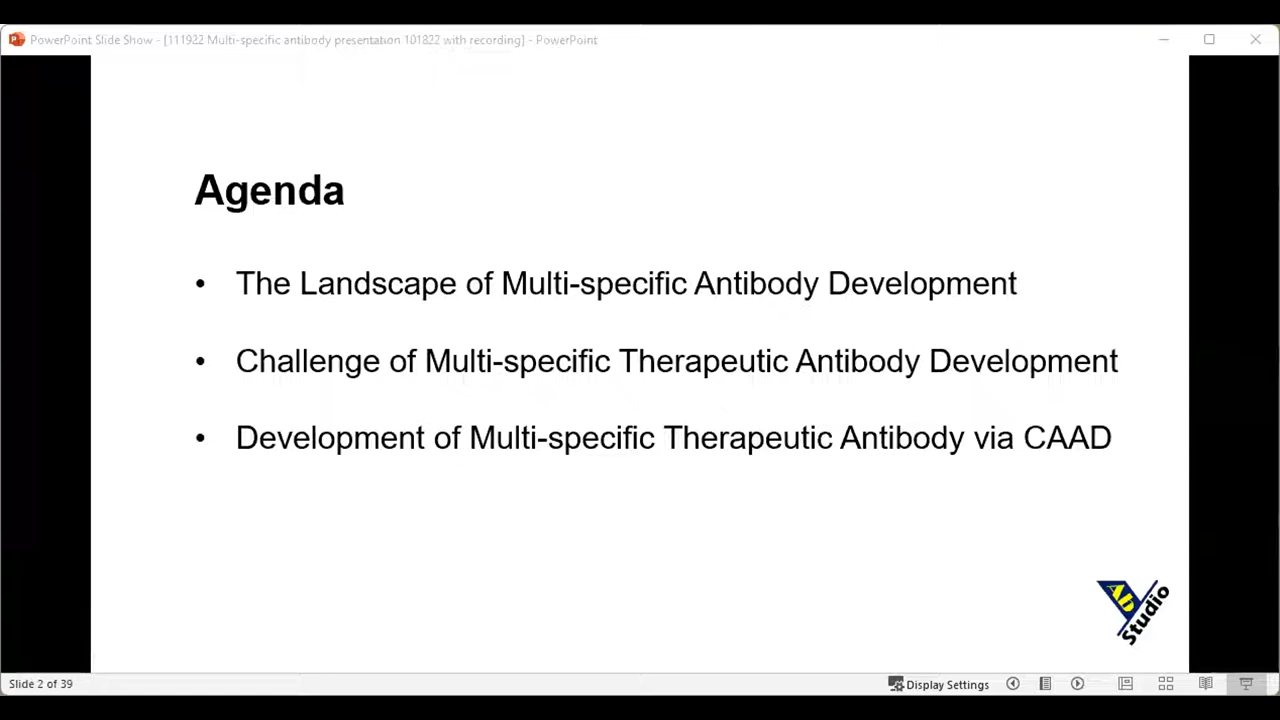 PowerPoint Slide Show - [111922 Multi-specific antibody presentation 101822 with recording] - PowerPoint
Agenda
• The Landscape of Multi-specific Antibody Development
• Challenge of Multi-specific Therapeutic Antibody Development
• Development of Multi-specific Therapeutic Antibody via CAAD
AB
Studio
Slide 2 of 39
Display Settings